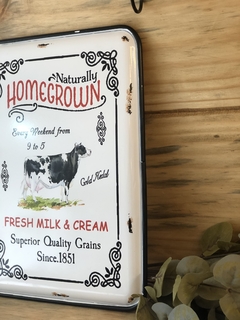 Naturally
HOMEGROWN
Every Weekend from
9 to 5
Gold Medal
FRESH MILK & CREAM
Superior Quality Grains
Since.1851